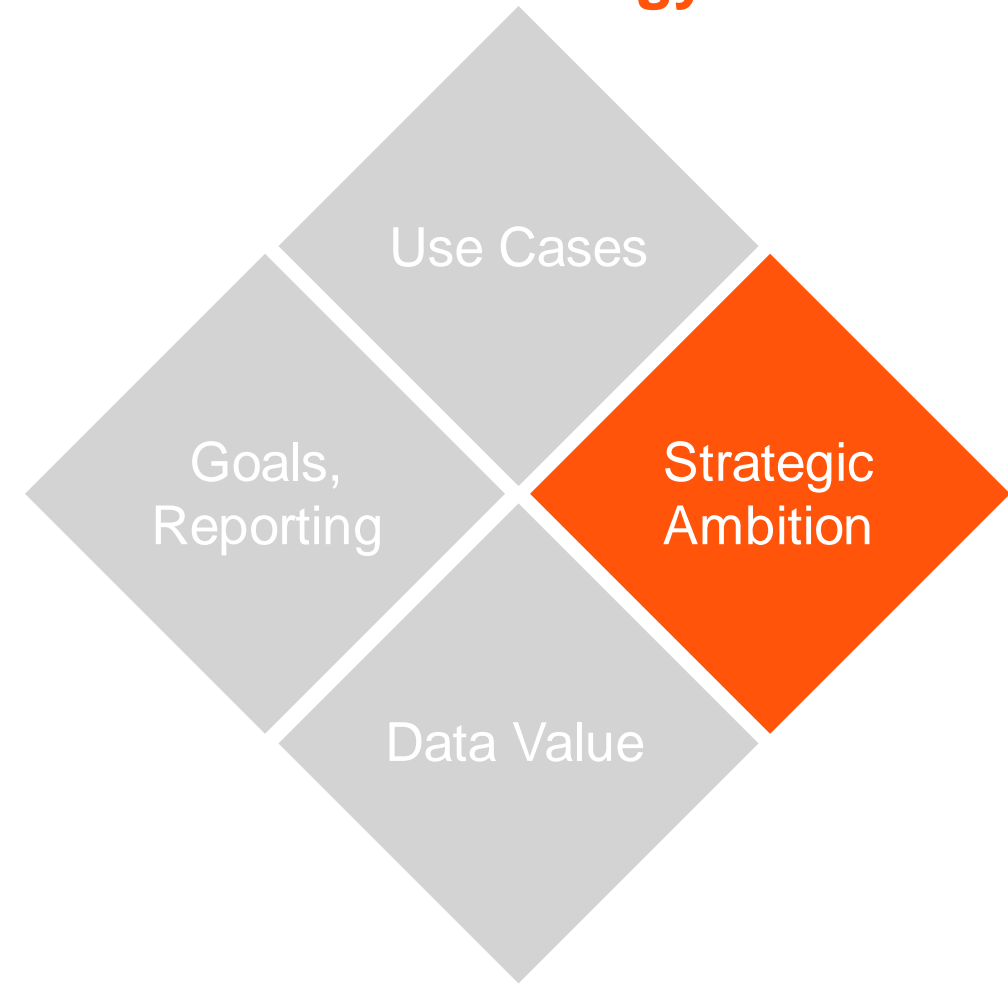 Use Cases
Goals,
Reporting
Strategic
Ambition
Data Value